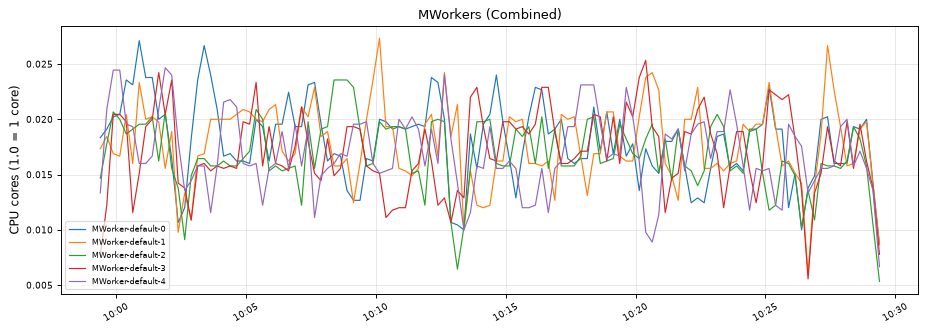 MWorkers (Combined)
CPU cores (1.0 = 1 core)
0.025
0.020
0.015
0.010
0.005
MWorker-default-0
MWorker-default-1
MWorker-default-2
MWorker-default-3
MWorker-default-4
10:00
10:05
10:10
10:15
10:20
10:25
10:30